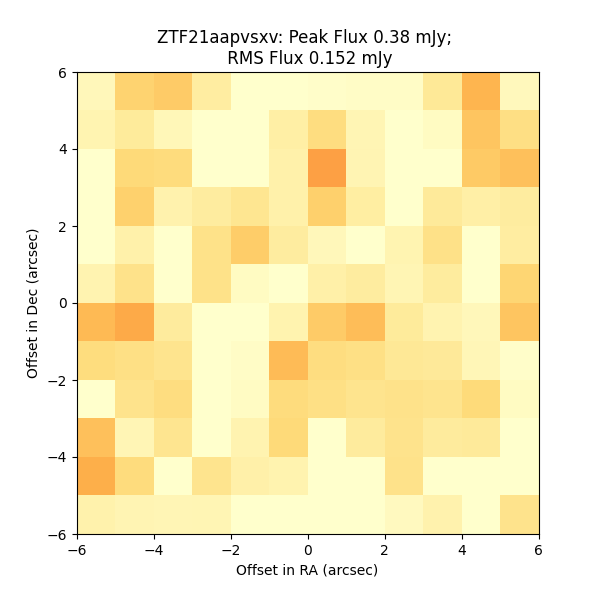 ZTF21aapvsxv: Peak Flux 0.38 mJy;
RMS Flux 0.152 mJy
6
4
2
0
−2
−4
−6
Offset in Dec (arcsec)
−6 −4 −2 0 2 4 6
Offset in RA (arcsec)